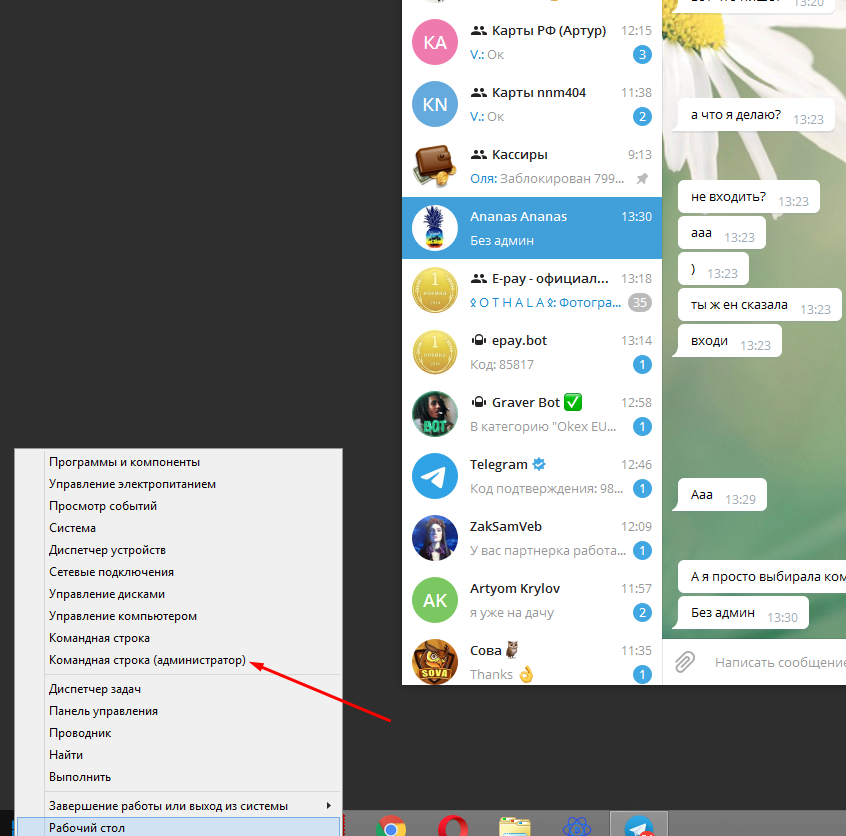 КА
Карты РФ (Артур) 12:15
V.: Ок 3
KN
Карты nnm404 11:38
V.: Ок 2
Кассиры 9:13
Оля: Заблокирован 799...
Ananas Ananas 13:30
Без админ
E-pay - официал... 13:18
O T H A L A : Фотогра... 35
epay.bot 13:14
Код: 85817 1
BOT
Graver Bot ✅ 12:58
В категорию "Okex EU... 1
Telegram 12:46
Код подтверждения: 98... 1
ZakSamVeb 12:09
У вас партнерка работа... 1
AK
Artyom Krylov 11:57
я уже на дачу 2
SOVA
Сова 🦉 11:35
Thanks 👌 1
13:20
а что я делаю? 13:23
не входить? 13:23
ааа 13:23
) 13:23
ты ж ен сказала 13:23
входи 13:23
Ааа 13:29
А я просто выбирала ком
Без админ 13:30
Написать сообщение
Программы и компоненты
Управление электропитанием
Просмотр событий
Система
Диспетчер устройств
Сетевые подключения
Управление дисками
Управление компьютером
Командная строка
Командная строка (администратор)
Диспетчер задач
Панель управления
Проводник
Найти
Выполнить
Завершение работы или выход из системы
Рабочий стол